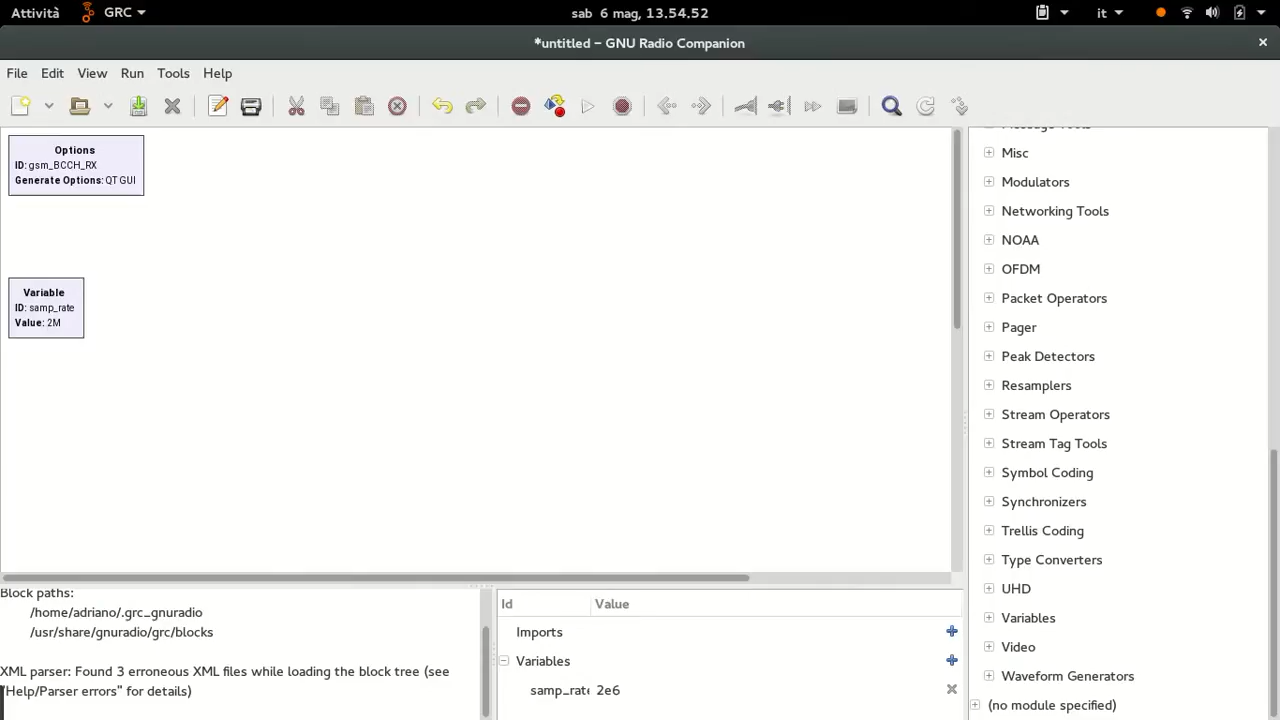 Attività GRC sab 6 mag, 13.54.52 it
*untitled – GNU Radio Companion
File Edit View Run Tools Help
Options
ID: gsm_BCCH_RX
Generate Options: QT GUI
Variable
ID: samp_rate
Value: 2M
Message Tools
Misc
Modulators
Networking Tools
NOAA
OFDM
Packet Operators
Pager
Peak Detectors
Resamplers
Stream Operators
Stream Tag Tools
Symbol Coding
Synchronizers
Trellis Coding
Type Converters
UHD
Variables
Video
Waveform Generators
(no module specified)
Block paths:
/home/adriano/.grc_gnuradio
/usr/share/gnuradio/grc/blocks
XML parser: Found 3 erroneous XML files while loading the block tree (see
"Help/Parser errors" for details)
Id Value
Imports
Variables
samp_rate 2e6